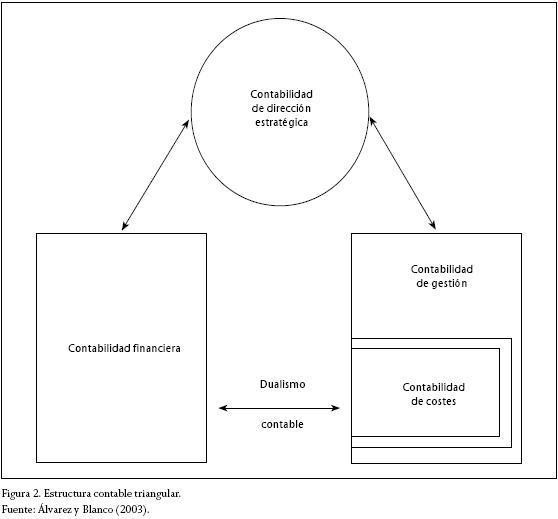 Contabilidad
de dirección
estratégica
Contabilidad
de gestión
Contabilidad financiera
Contabilidad
de costes
Dualismo
contable
Figura 2. Estructura contable triangular.
Fuente: Álvarez y Blanco (2003).